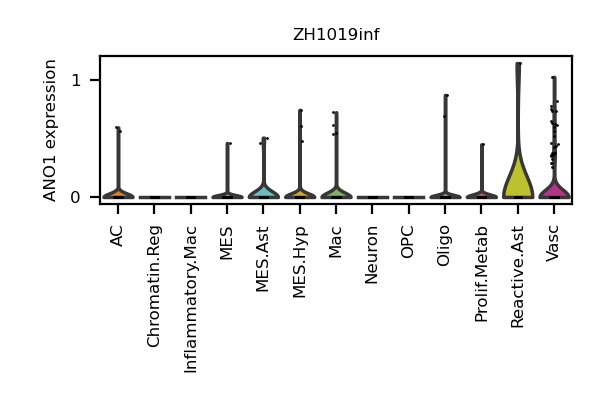 ZH1019inf
ANO1 expression
1
0
AC
Chromatin.Reg
Inflammatory.Mac
MES
MES.Ast
MES.Hyp
Mac
Neuron
OPC
Oligo
Prolif.Metab
Reactive.Ast
Vasc